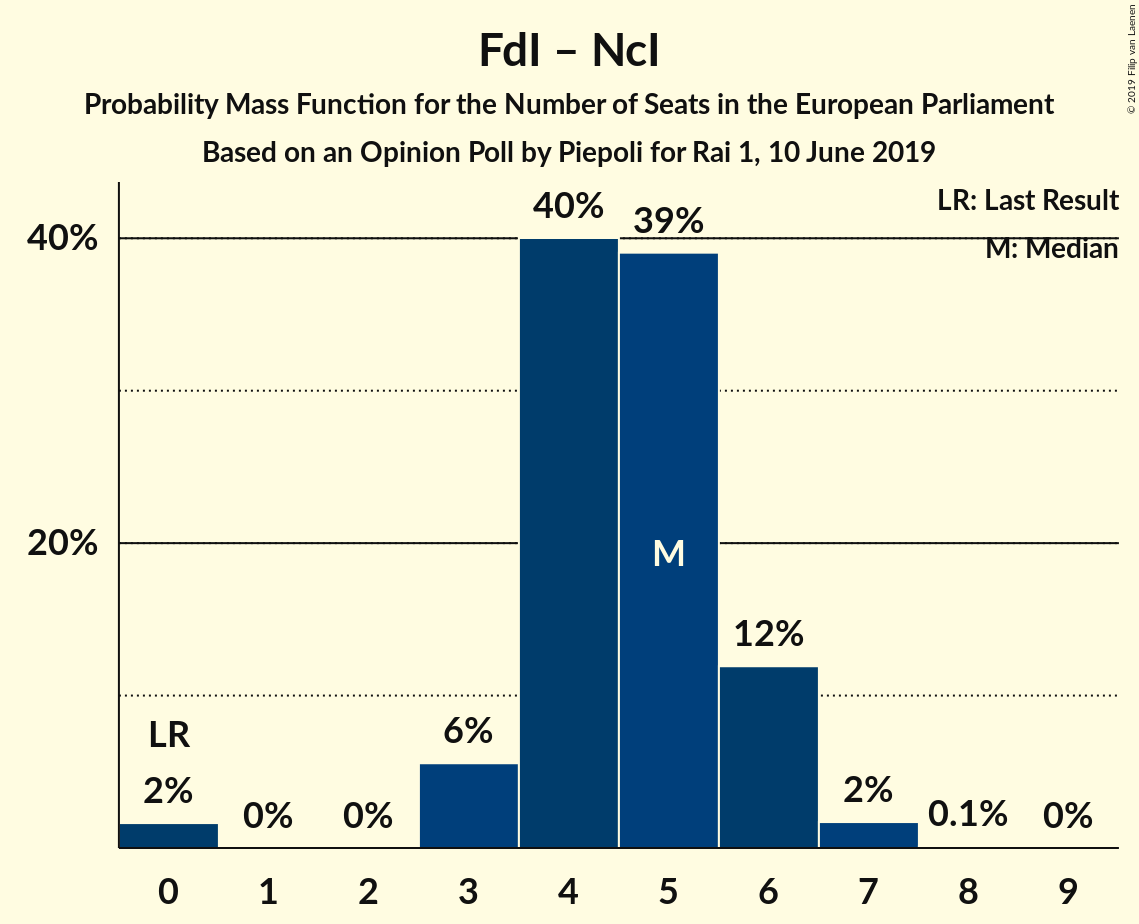 FdI – NcI
Probability Mass Function for the Number of Seats in the European Parliament
Based on an Opinion Poll by Piepoli for Rai 1, 10 June 2019
© 2019 Filip van Laenen
LR: Last Result
M: Median
40%
20%
LR
2%
0%
0%
6%
40%
39%
M
12%
2%
0.1%
0%
0 1 2 3 4 5 6 7 8 9